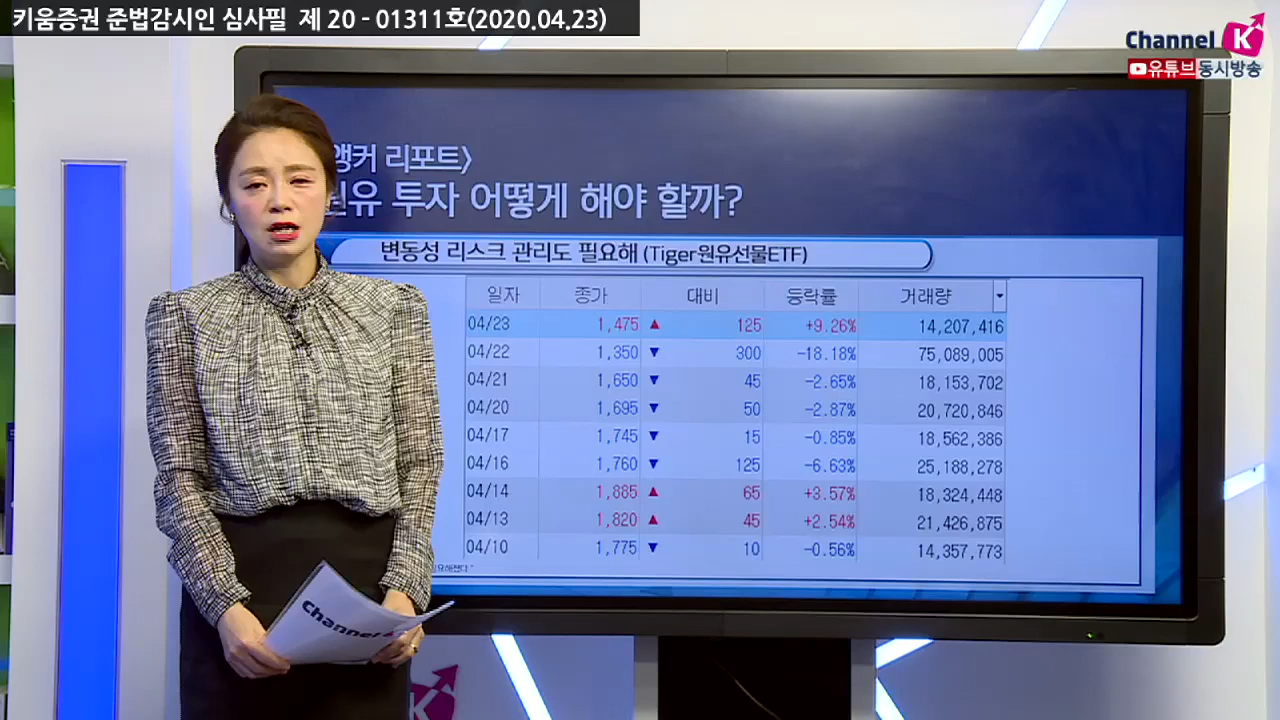 키움증권 준법감시인 심사필 제 20 - 01311호(2020.04.23)
Channel K
유튜브동시방송
앵커 리포트〉
원유 투자 어떻게 해야 할까?
변동성 리스크 관리도 필요해 (Tiger원유선물ETF)
일자 종가 대비 등락률 거래량
04/23 1,475 ▲ 125 +9.26% 14,207,416
04/22 1,350 ▼ 300 -18.18% 75,089,005
04/21 1,650 ▼ 45 -2.65% 18,153,702
04/20 1,695 ▼ 50 -2.87% 20,720,846
04/17 1,745 ▼ 15 -0.85% 18,562,386
04/16 1,760 ▼ 125 -6.63% 25,188,278
04/14 1,885 ▲ 65 +3.57% 18,324,448
04/13 1,820 ▲ 45 +2.54% 21,426,875
04/10 1,775 ▼ 10 -0.56% 14,357,773
Channel
K